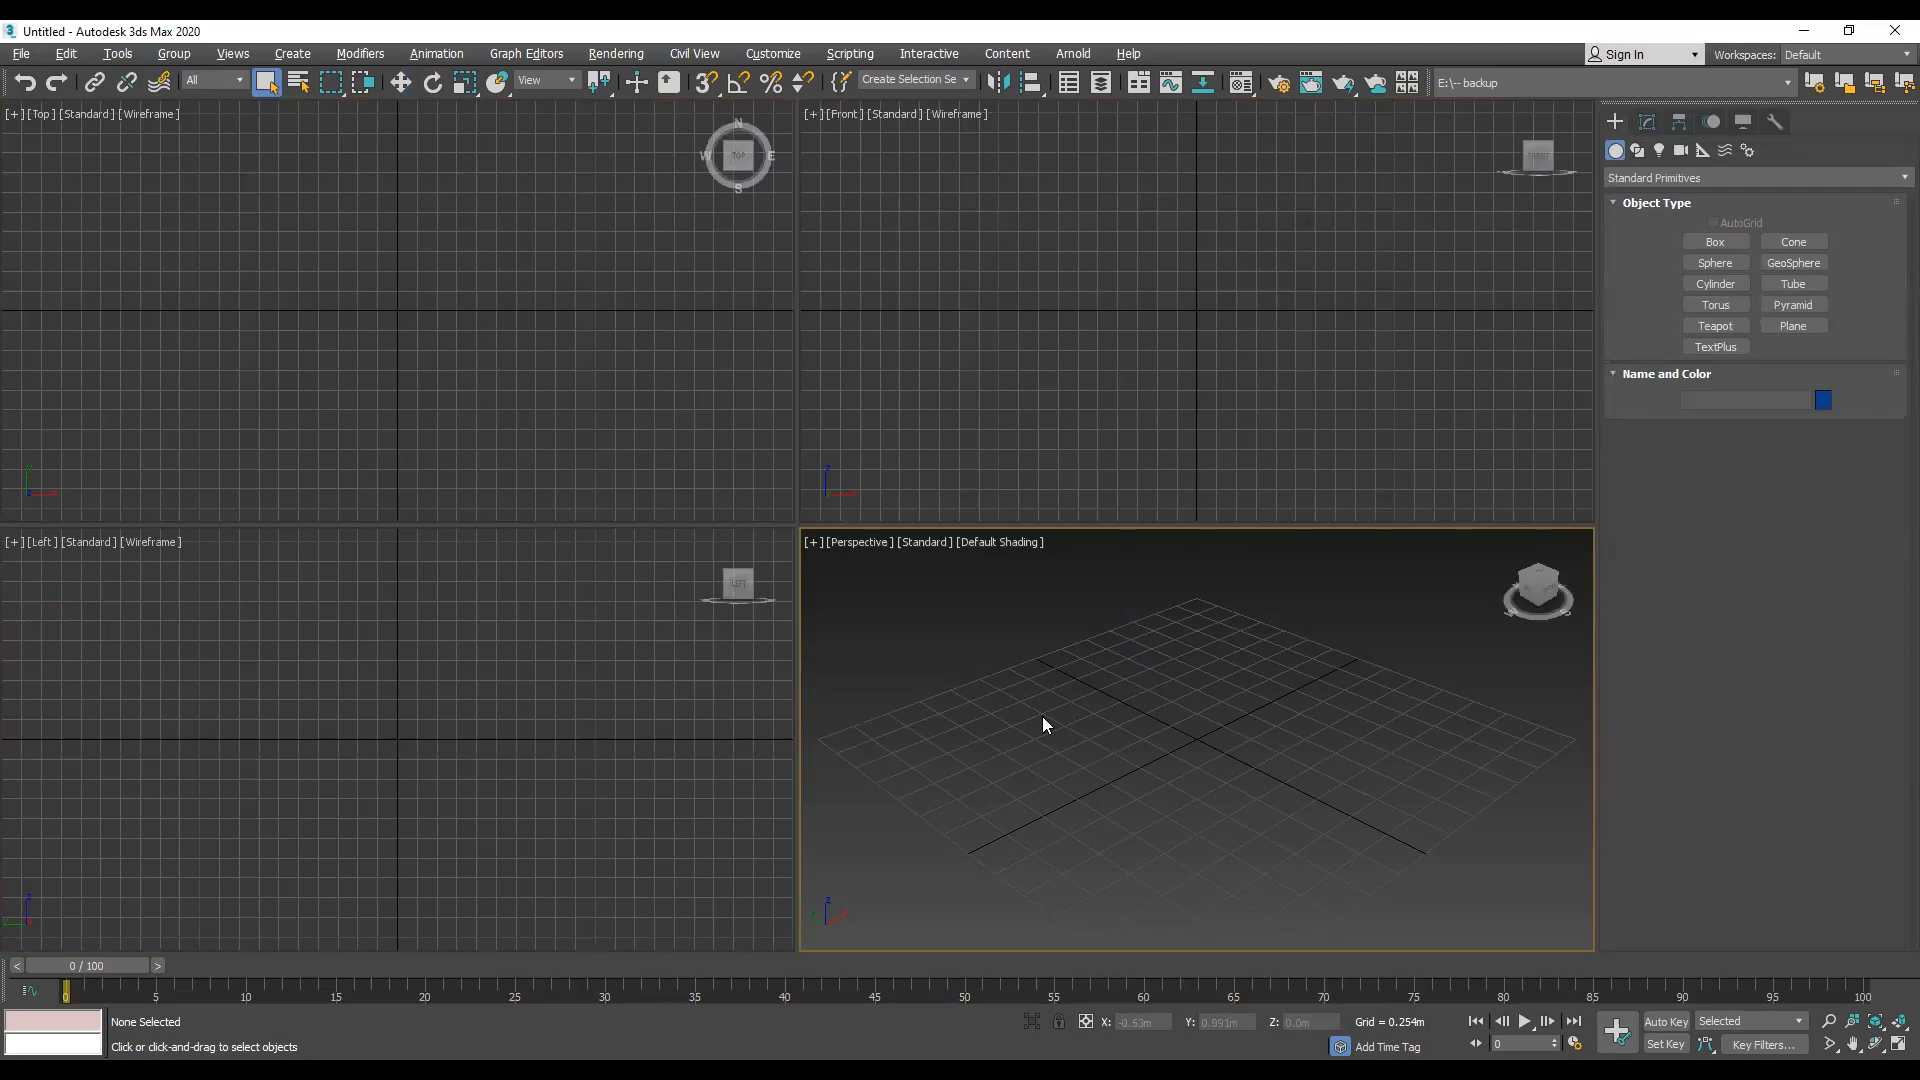 Untitled - Autodesk 3ds Max 2020
File Edit Tools Group Views Create Modifiers Animation Graph Editors Rendering Civil View Customize Scripting Interactive Content Arnold Help Sign In Workspaces: Default
All View Create Selection Se E:\-- backup
[+] [Top] [Standard] [Wireframe]
N
W TOP E
S
[+] [Front] [Standard] [Wireframe]
FRONT
Standard Primitives
Object Type
AutoGrid
Box Cone
Sphere GeoSphere
Cylinder Tube
Torus Pyramid
Teapot Plane
TextPlus
Name and Color
[+] [Left] [Standard] [Wireframe]
LEFT
[+] [Perspective] [Standard] [Default Shading]
0 / 100
0 5 10 15 20 25 30 35 40 45 50 55 60 65 70 75 80 85 90 95 100
None Selected X: -0.53m Y: 0.091m Z: 0.0m Grid = 0.254m Auto Key Selected
Click or click-and-drag to select objects Add Time Tag 0 Set Key Key Filters...